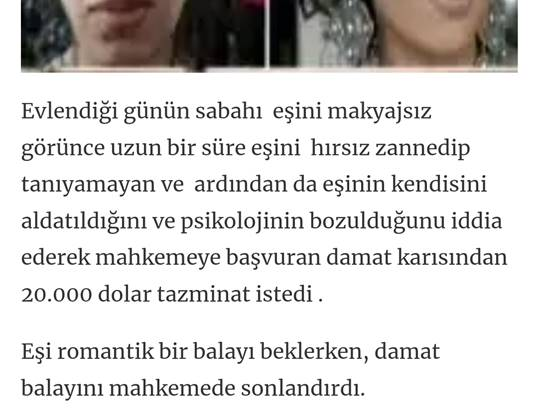 Evlendiği günün sabahı eşini makyajsız
görünce uzun bir süre eşini hırsız zannedip
tanıyamayan ve ardından da eşinin kendisini
aldatıldığını ve psikolojinin bozulduğunu iddia
ederek mahkemeye başvuran damat karısından
20.000 dolar tazminat istedi .
Eşi romantik bir balayı beklerken, damat
balayını mahkemede sonlandırdı.